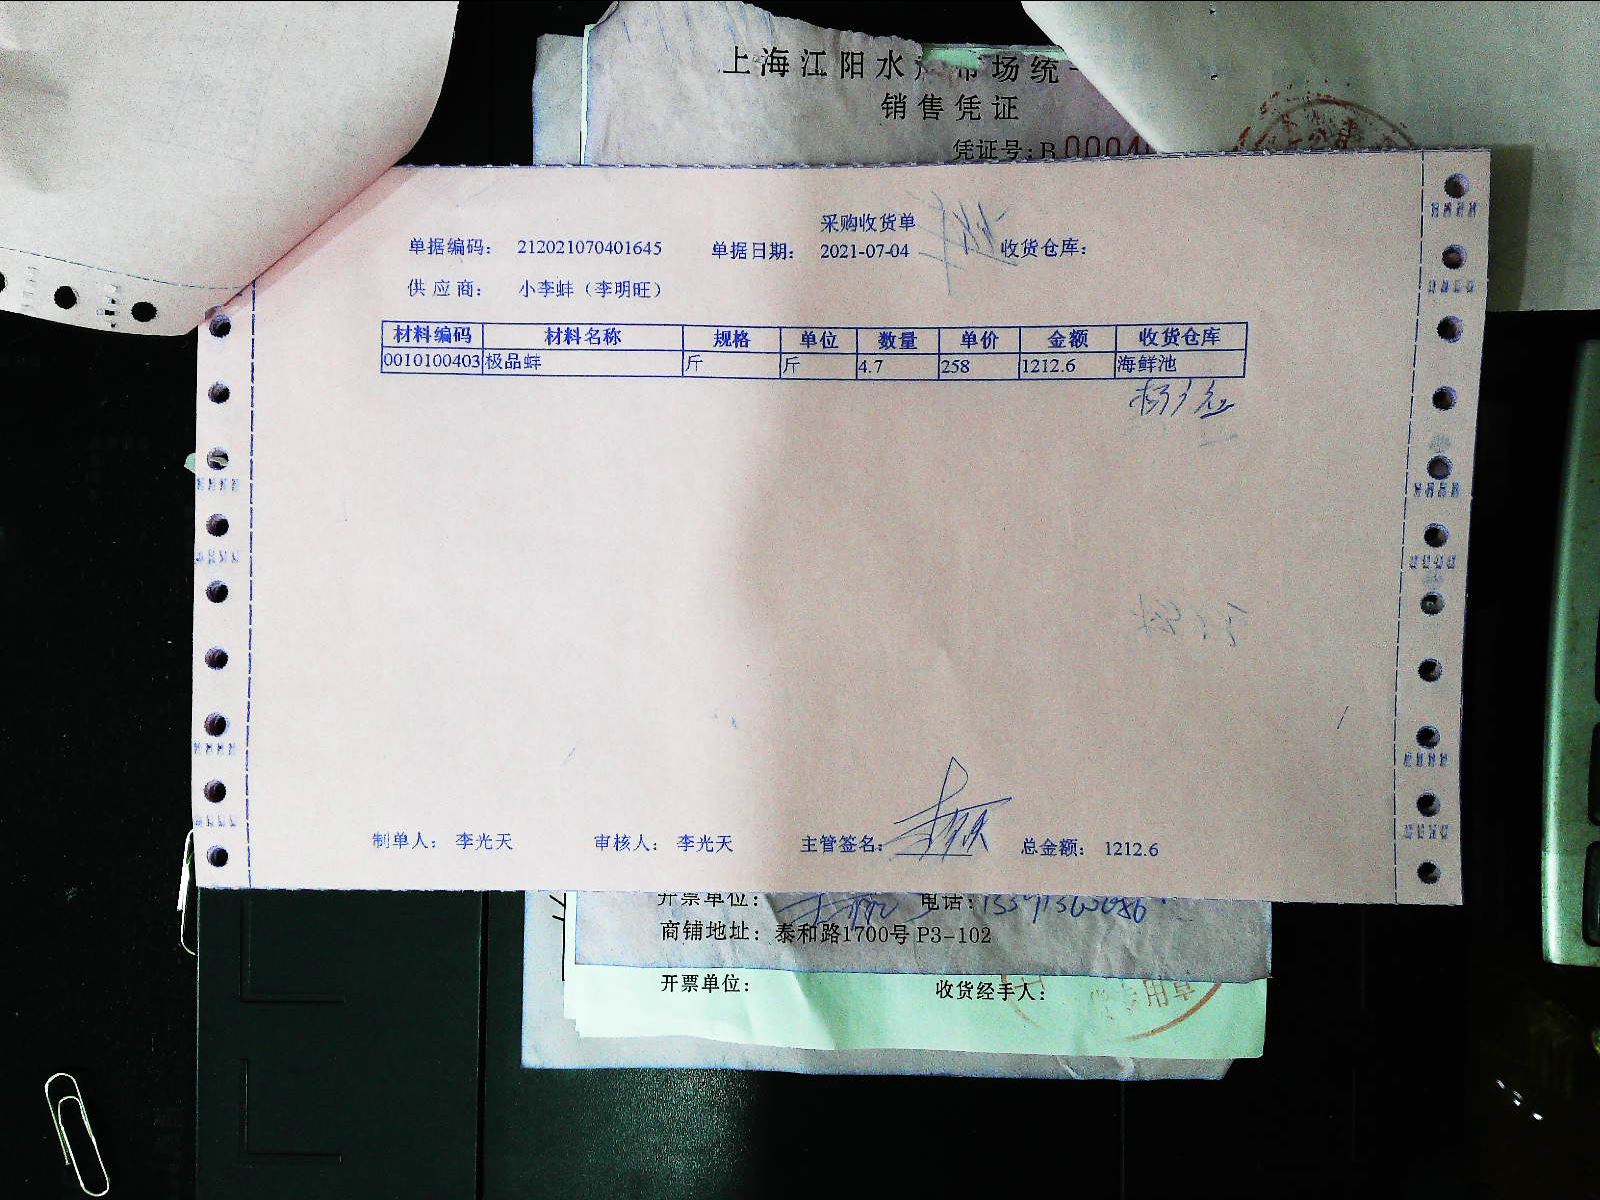 上海江阳水 市场统一
销售凭证
凭证号:B 0004
采购收货单
单据编码: 212021070401645 单据日期: 2021-07-04 收货仓库:
供应商: 小李蚌（李明旺）
材料编码 材料名称 规格 单位 数量 单价 金额 收货仓库
0010100403 极品蚌 斤 斤 4.7 258 1212.6 海鲜池
制单人: 李光天 审核人: 李光天 主管签名: 总金额: 1212.6
开票单位: 电话:
商铺地址: 泰和路1700号 P3-102
开票单位: 收货经手人: